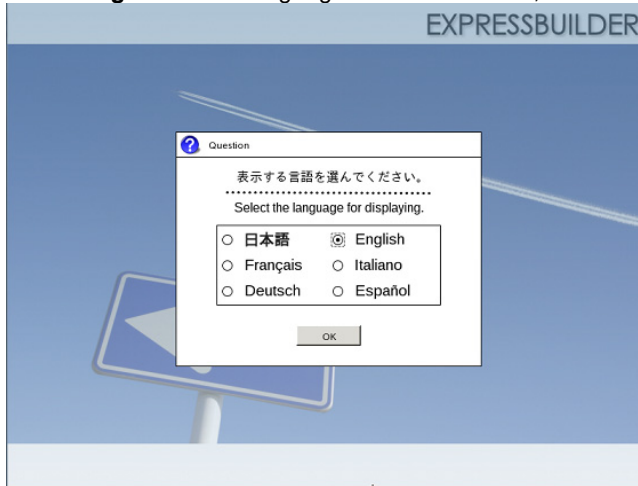 EXPRESSBUILDER
Question
表示する言語を選んでください。
Select the language for displaying.
日本語 English
Français Italiano
Deutsch Español
OK